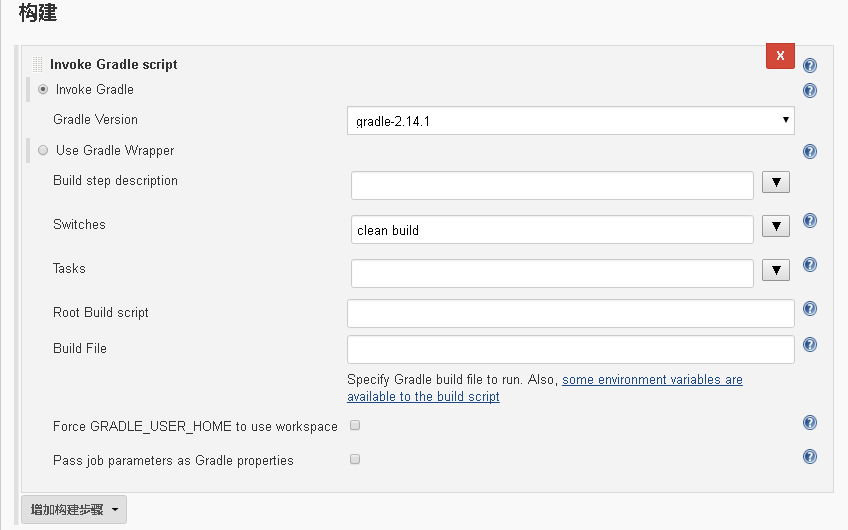 构建
Invoke Gradle script
X
Invoke Gradle
Gradle Version
gradle-2.14.1
Use Gradle Wrapper
Build step description
Switches
clean build
Tasks
Root Build script
Build File
Specify Gradle build file to run. Also, some environment variables are
available to the build script
Force GRADLE_USER_HOME to use workspace
Pass job parameters as Gradle properties
增加构建步骤